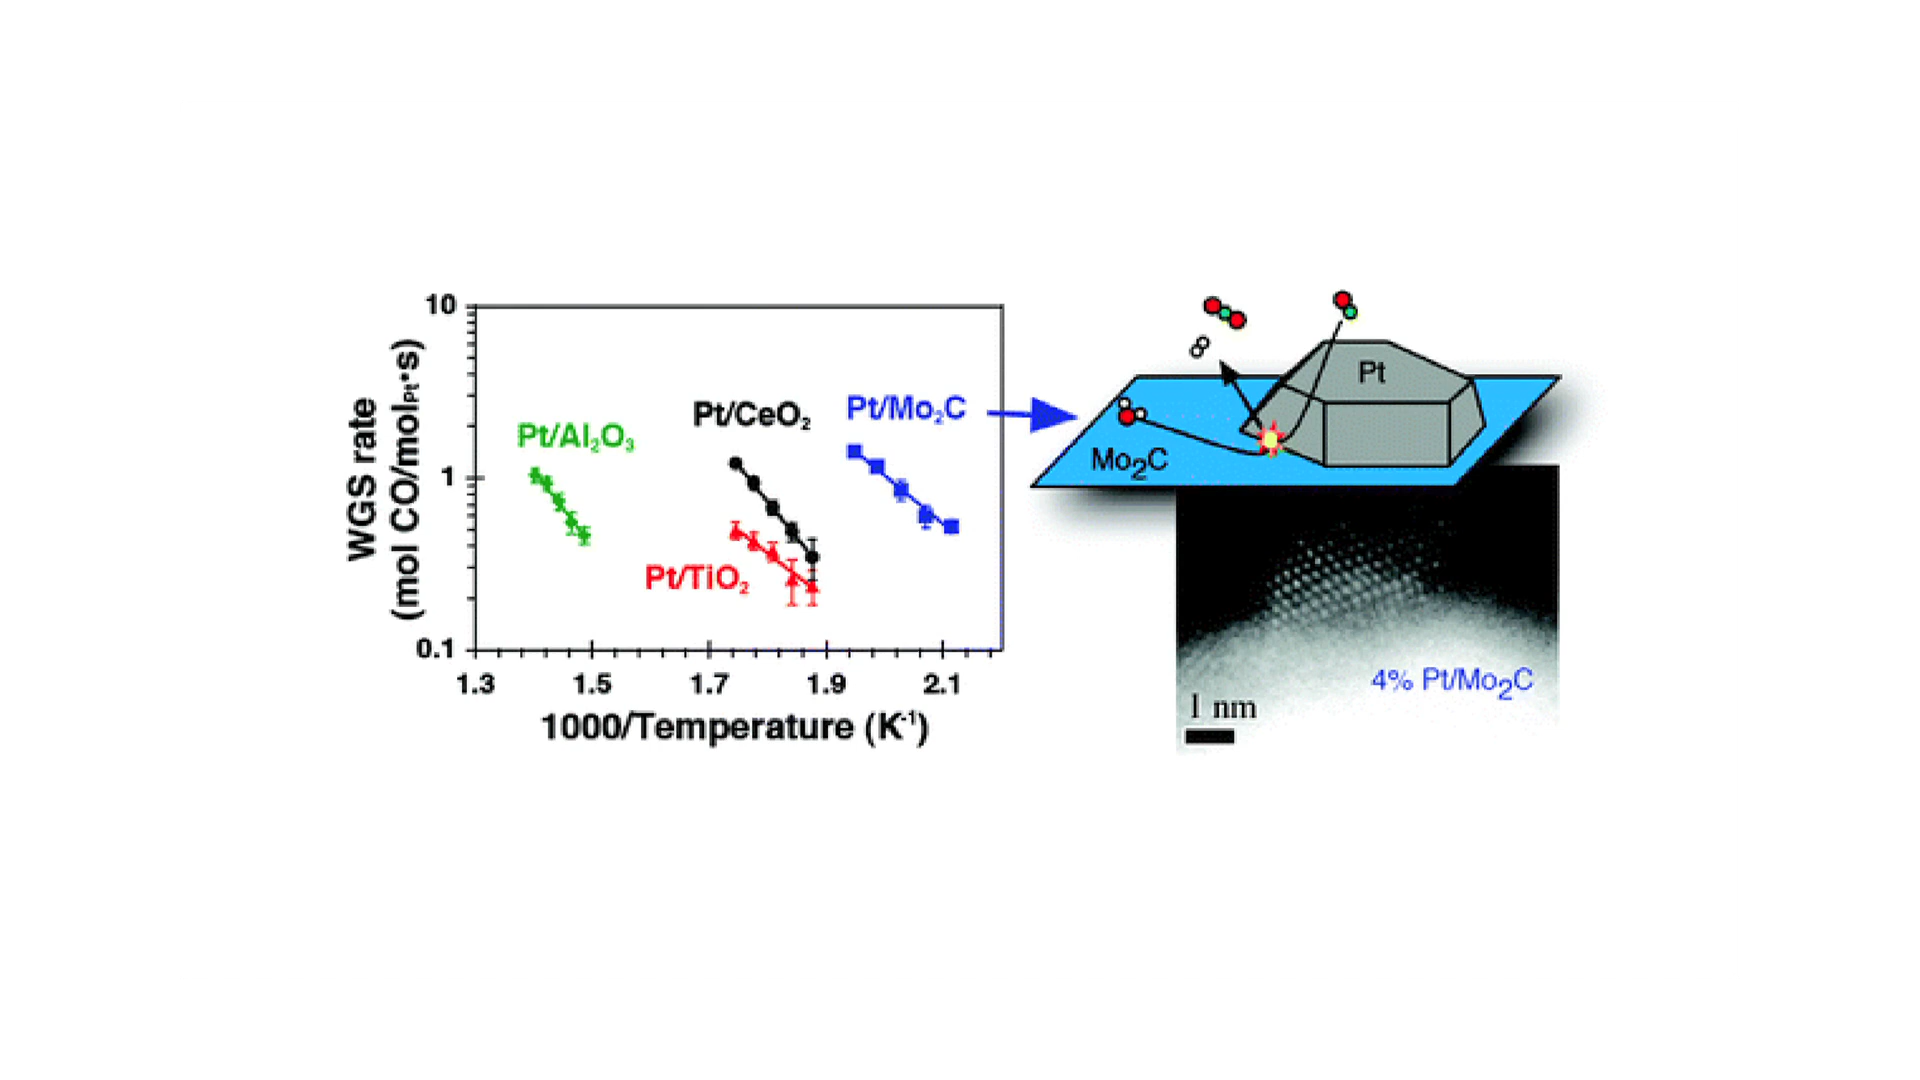 10
1
0.1
WGS rate
(mol CO/molPt•s)
Pt/Al₂O₃
Pt/CeO₂
Pt/Mo₂C
Pt/TiO₂
1.3 1.5 1.7 1.9 2.1
1000/Temperature (K⁻¹)
Pt
Mo₂C
4% Pt/Mo₂C
1 nm